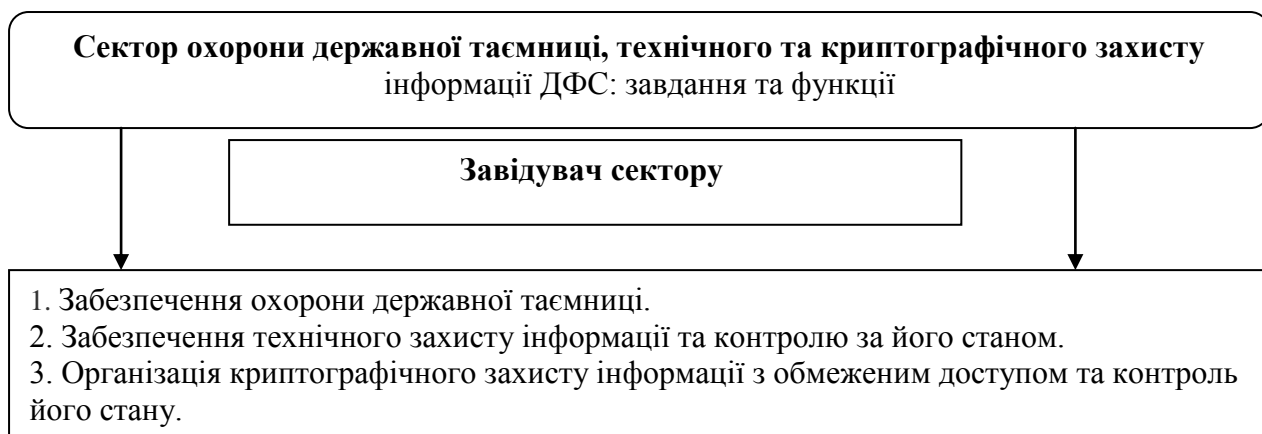 Сектор охорони державної таємниці, технічного та криптографічного захисту
інформації ДФС: завдання та функції
Завідувач сектору
1. Забезпечення охорони державної таємниці.
2. Забезпечення технічного захисту інформації та контролю за його станом.
3. Організація криптографічного захисту інформації з обмеженим доступом та контроль
його стану.